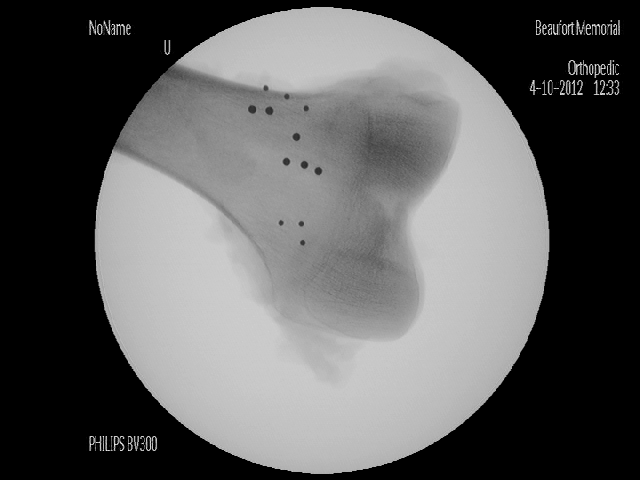 NoName
Beaufort Memorial
U
Orthopedic
4-10-2012 12:33
PHILIPS BV300